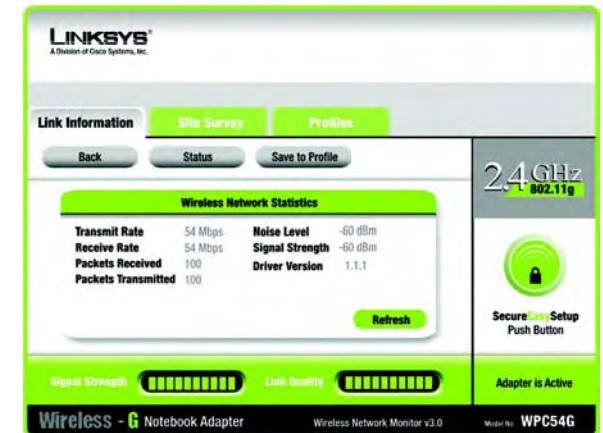 LINKSYS®
A Division of Cisco Systems, Inc.
Link Information Site Survey Profiles
Back Status Save to Profile
2.4 GHz
802.11g
Wireless Network Statistics
Transmit Rate 54 Mbps Noise Level -60 dBm
Receive Rate 54 Mbps Signal Strength -60 dBm
Packets Received 100 Driver Version 1.1.1
Packets Transmitted 100
Refresh
SecureEasySetup
Push Button
Signal Strength Link Quality Adapter is Active
Wireless - G Notebook Adapter Wireless Network Monitor v3.0 Model No. WPC54G